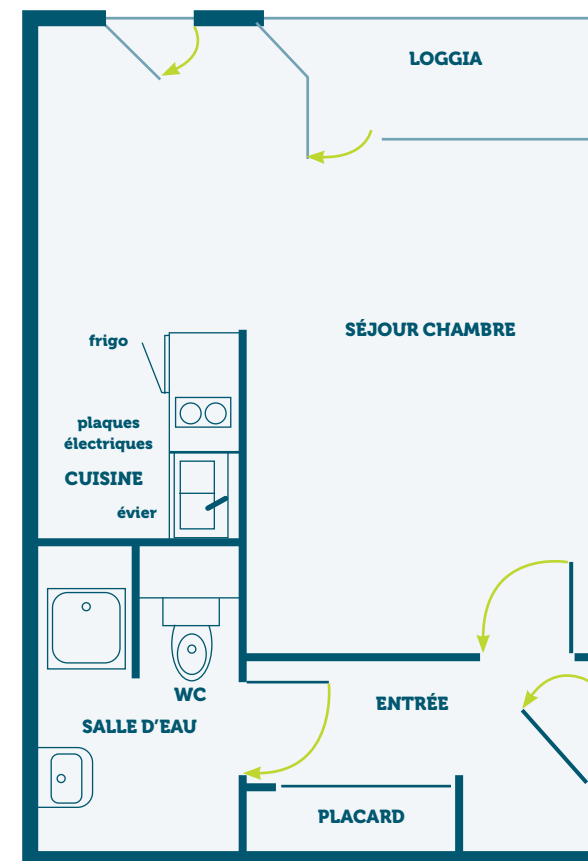 LOGGIA
SÉJOUR CHAMBRE
frigo
plaques
électriques
CUISINE
évier
WC
ENTRÉE
SALLE D'EAU
PLACARD